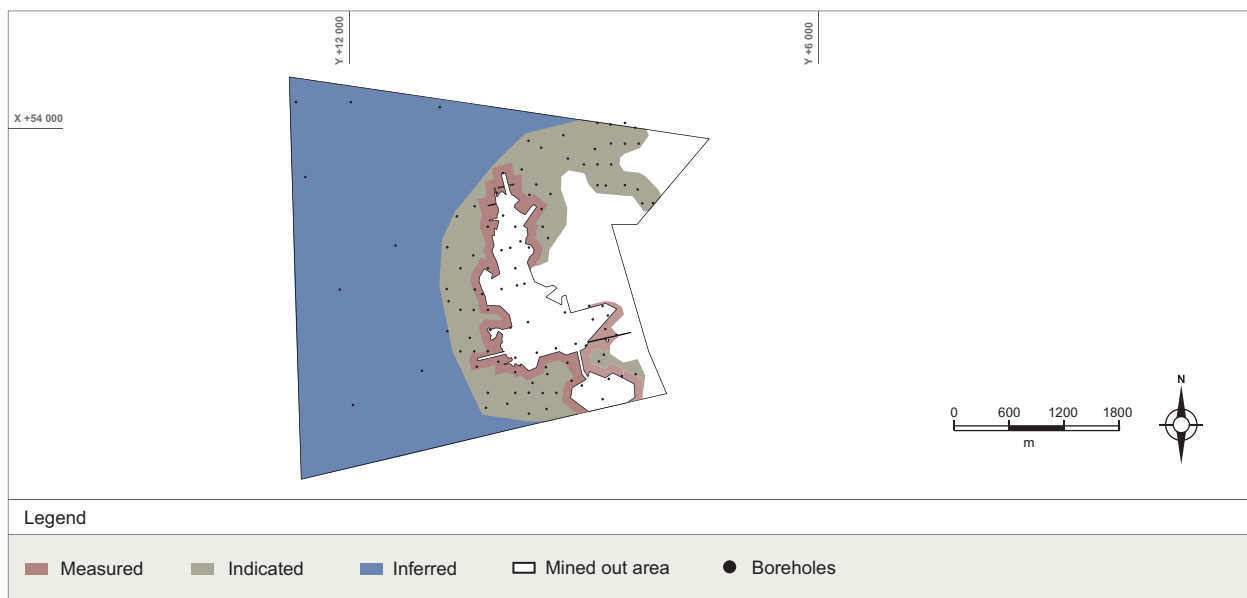 Y +12 000
Y +6 000
X +54 000
N
0 600 1200 1800
m
Legend
Measured Indicated Inferred Mined out area Boreholes